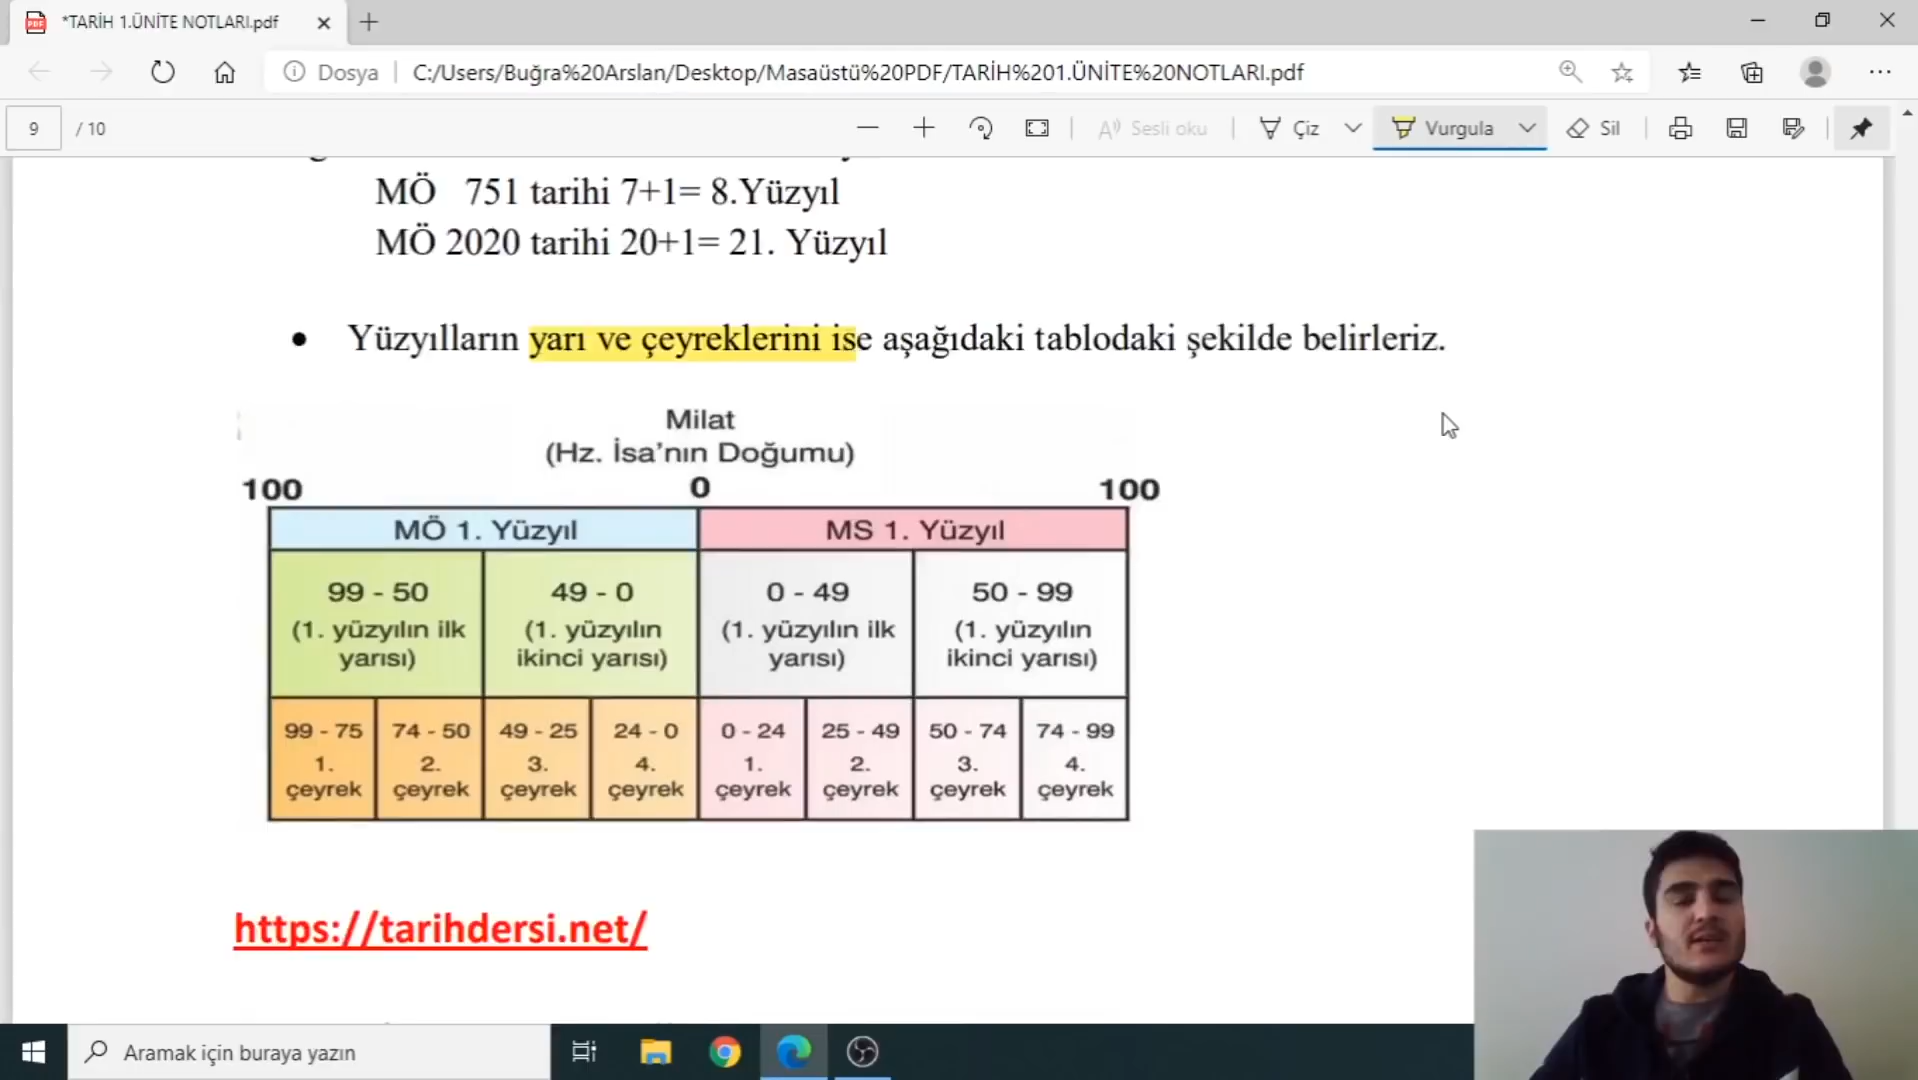 *TARİH 1.ÜNİTE NOTLARI.pdf
Dosya
C:/Users/Buğra%20Arslan/Desktop/Masaüstü%20PDF/TARİH%201.ÜNİTE%20NOTLARI.pdf
9 / 10
Sesli oku
Çiz
Vurgula
Sil
MÖ 751 tarihi 7+1= 8.Yüzyıl
MÖ 2020 tarihi 20+1= 21. Yüzyıl
• Yüzyılların yarı ve çeyreklerini ise aşağıdaki tablodaki şekilde belirleriz.
Milat
(Hz. İsa'nın Doğumu)
100 0 100
MÖ 1. Yüzyıl MS 1. Yüzyıl
99 - 50 49 - 0 0 - 49 50 - 99
(1. yüzyılın ilk (1. yüzyılın (1. yüzyılın ilk (1. yüzyılın
yarısı) ikinci yarısı) yarısı) ikinci yarısı)
99 - 75 74 - 50 49 - 25 24 - 0 0 - 24 25 - 49 50 - 74 74 - 99
1. 2. 3. 4. 1. 2. 3. 4.
çeyrek çeyrek çeyrek çeyrek çeyrek çeyrek çeyrek çeyrek
https://tarihdersi.net/
Aramak için buraya yazın